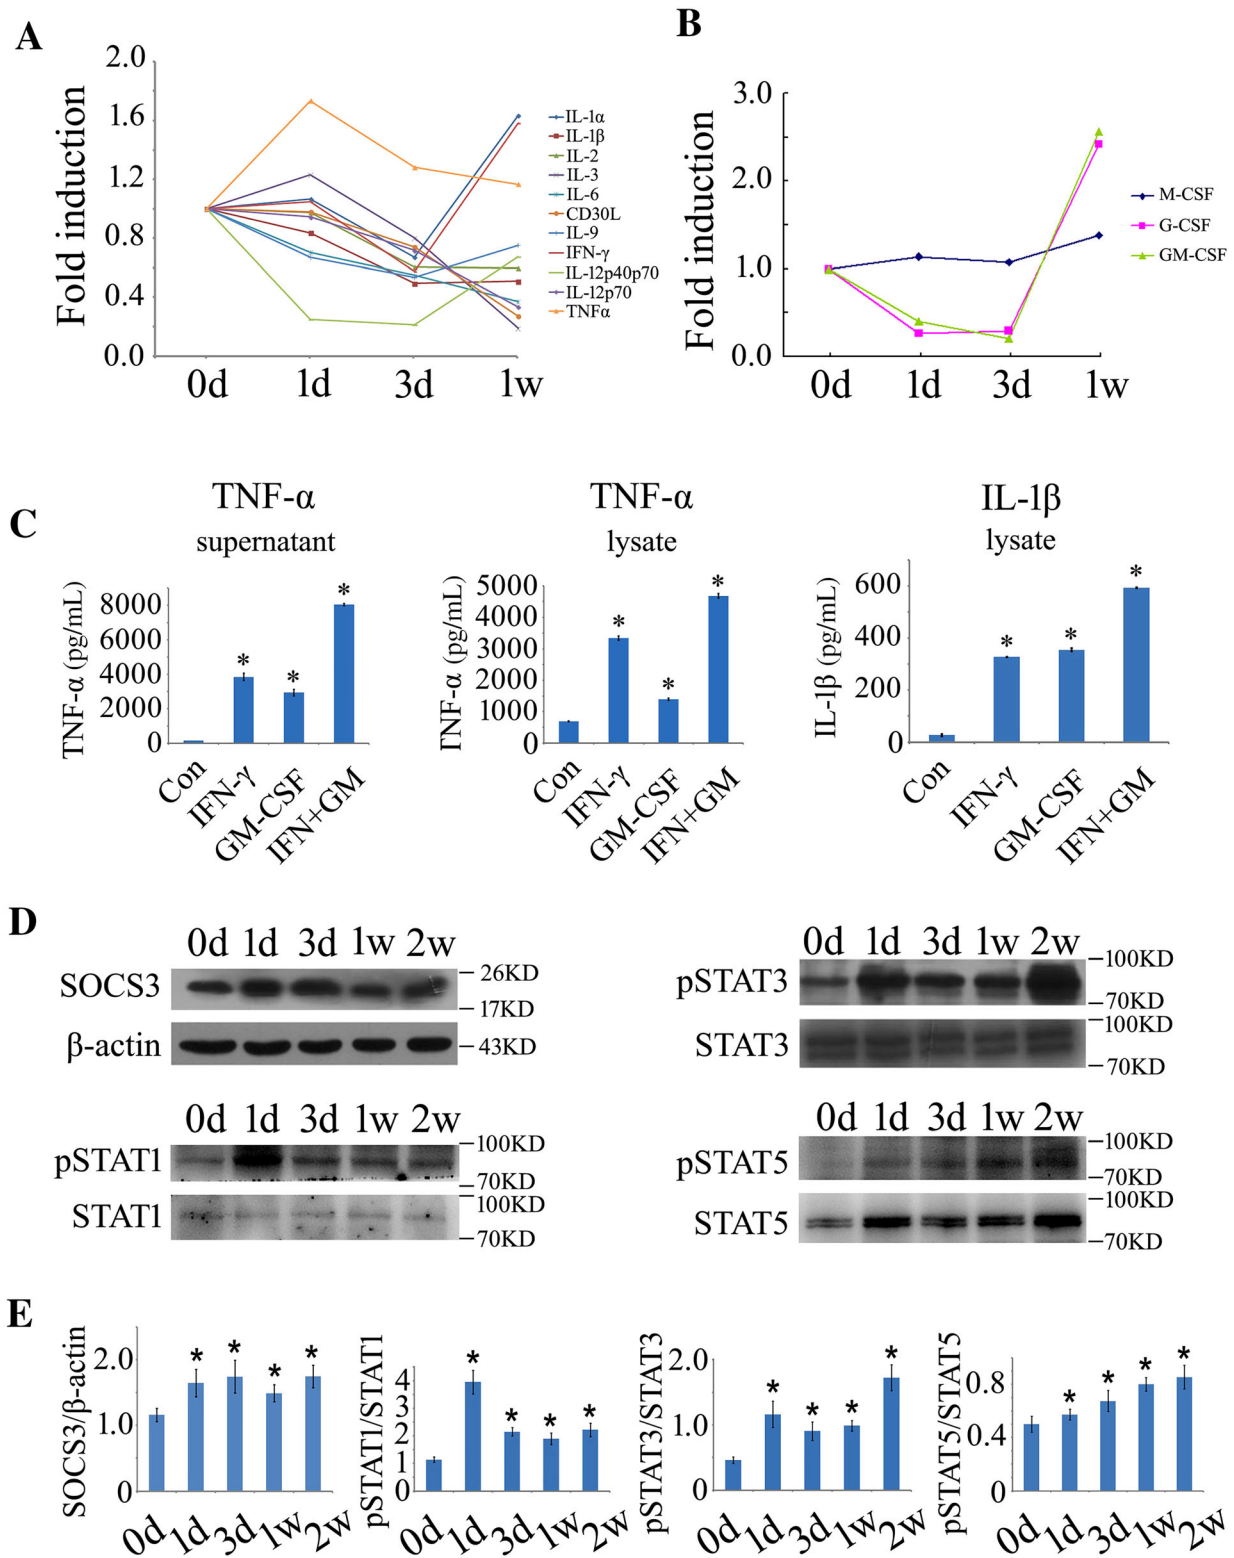 A
B
Fold induction
2.0
1.6
1.2
0.8
0.4
0.0
0d 1d 3d 1w
IL-1α
IL-1β
IL-2
IL-3
IL-6
CD30L
IL-9
IFN-γ
IL-12p40p70
IL-12p70
TNFα
Fold induction
3.0
2.0
1.0
0.0
0d 1d 3d 1w
M-CSF
G-CSF
GM-CSF
C
TNF-α
supernatant
TNF-α (pg/mL)
8000
6000
4000
2000
0
* * *
Con IFN-γ GM-CSF IFN+GM
TNF-α
lysate
TNF-α (pg/mL)
5000
4000
3000
2000
1000
0
* * *
Con IFN-γ GM-CSF IFN+GM
IL-1β
lysate
IL-1β (pg/mL)
600
400
200
0
* * *
Con IFN-γ GM-CSF IFN+GM
D
0d 1d 3d 1w 2w
SOCS3
26KD
17KD
β-actin
43KD
0d 1d 3d 1w 2w
pSTAT3
100KD
70KD
STAT3
100KD
70KD
0d 1d 3d 1w 2w
pSTAT1
100KD
70KD
STAT1
100KD
70KD
0d 1d 3d 1w 2w
pSTAT5
100KD
70KD
STAT5
100KD
70KD
E
SOCS3/β-actin
2.0
1.0
0
* * * *
0d 1d 3d 1w 2w
pSTAT1/STAT1
4
3
2
1
0
* * * *
0d 1d 3d 1w 2w
pSTAT3/STAT3
2.0
1.0
0
* * * *
0d 1d 3d 1w 2w
pSTAT5/STAT5
0.8
0.4
0
* * * *
0d 1d 3d 1w 2w